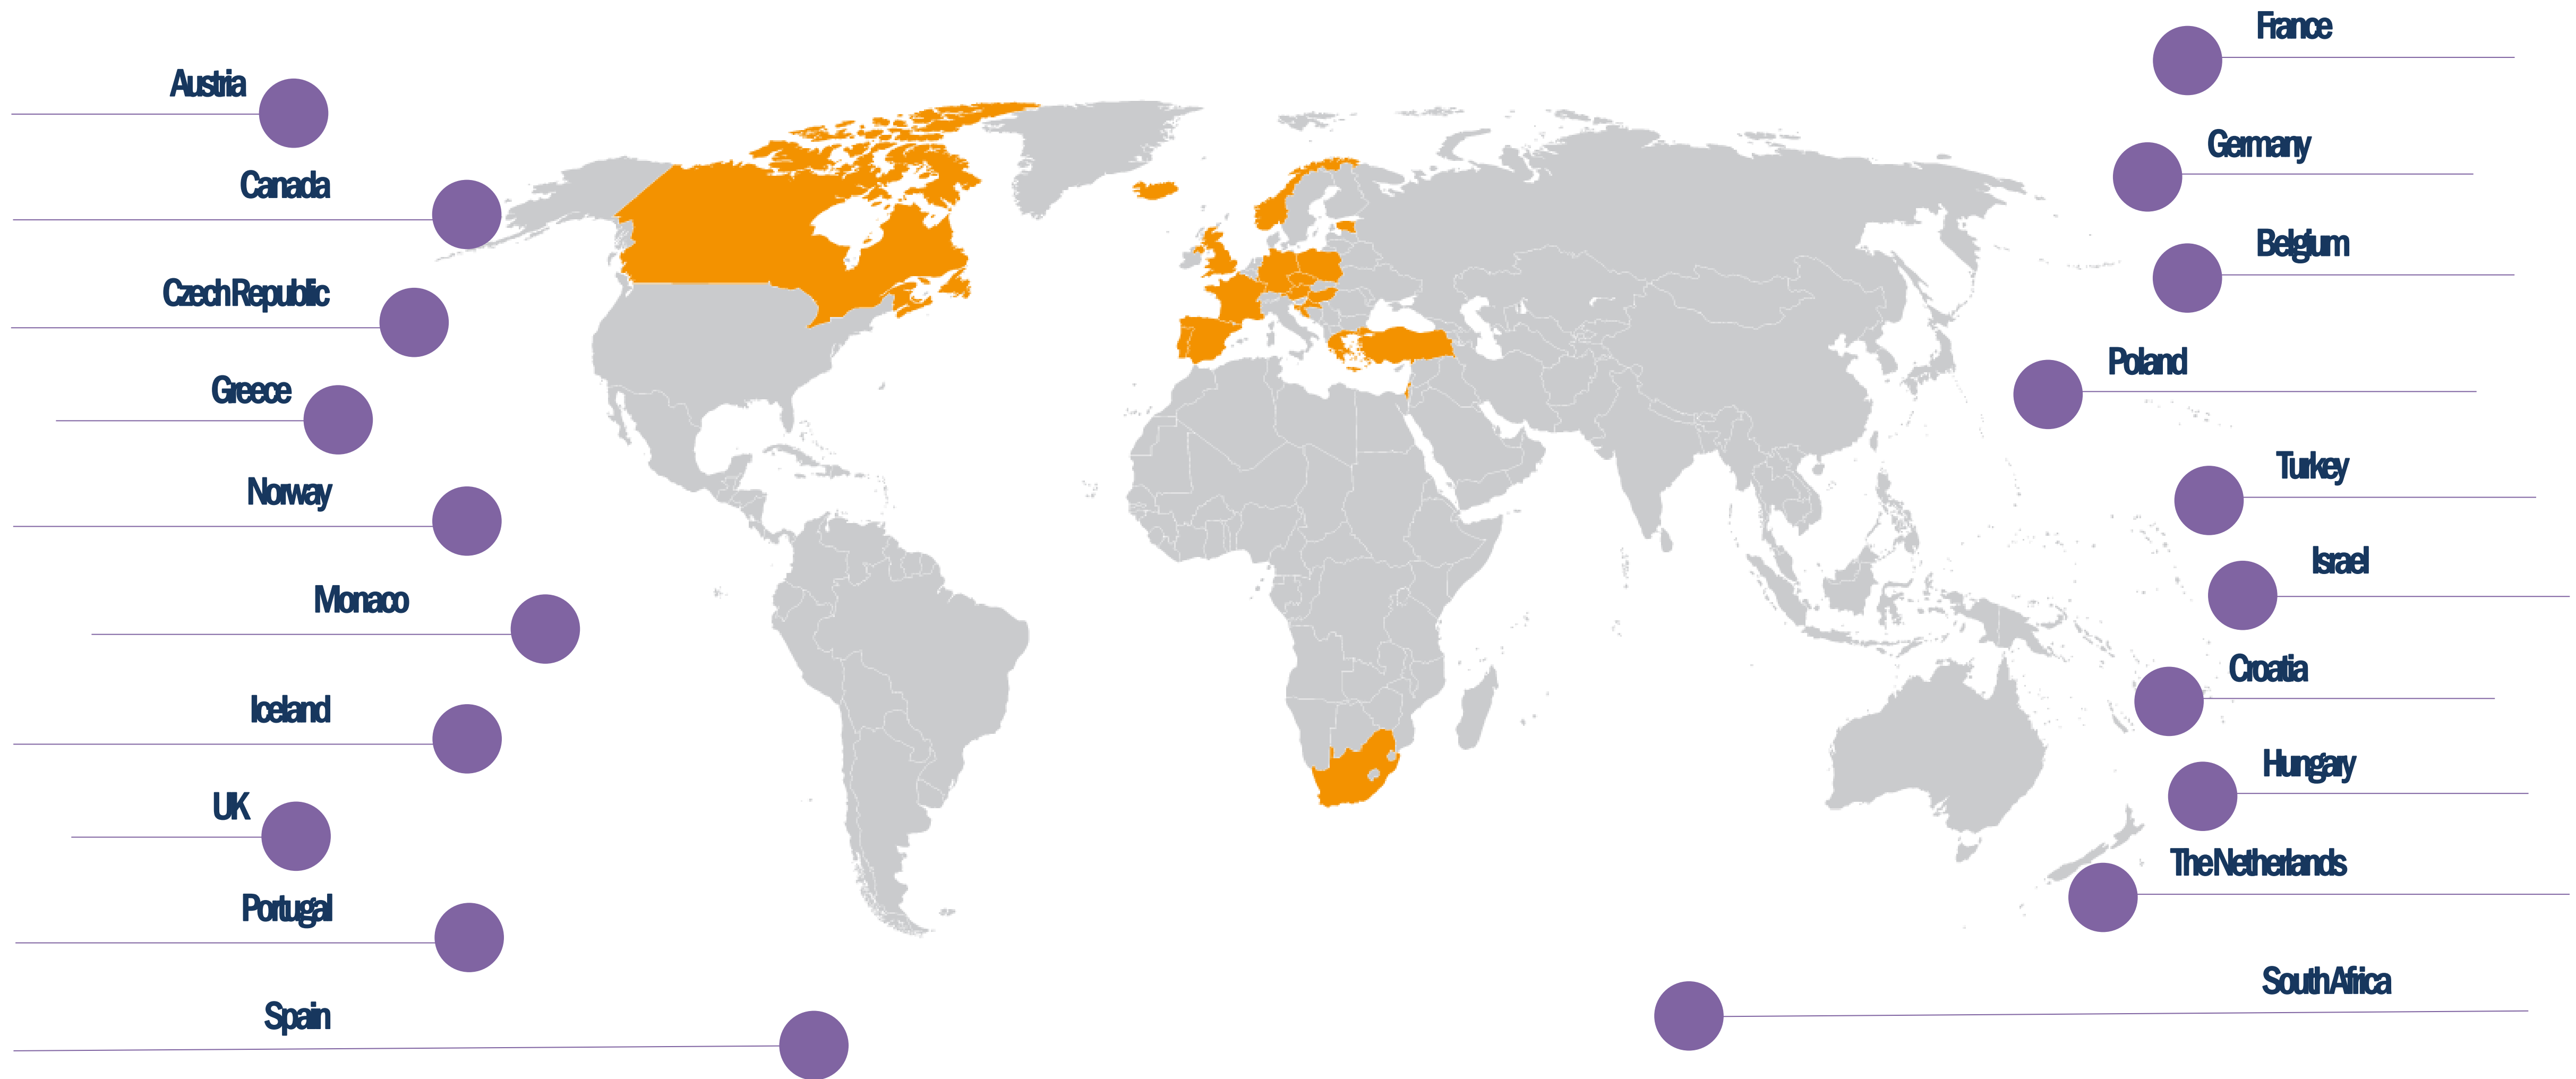 Austria
Canada
Czech Republic
Greece
Norway
Monaco
Iceland
UK
Portugal
Spain
France
Germany
Belgium
Poland
Turkey
Israel
Croatia
Hungary
The Netherlands
South Africa